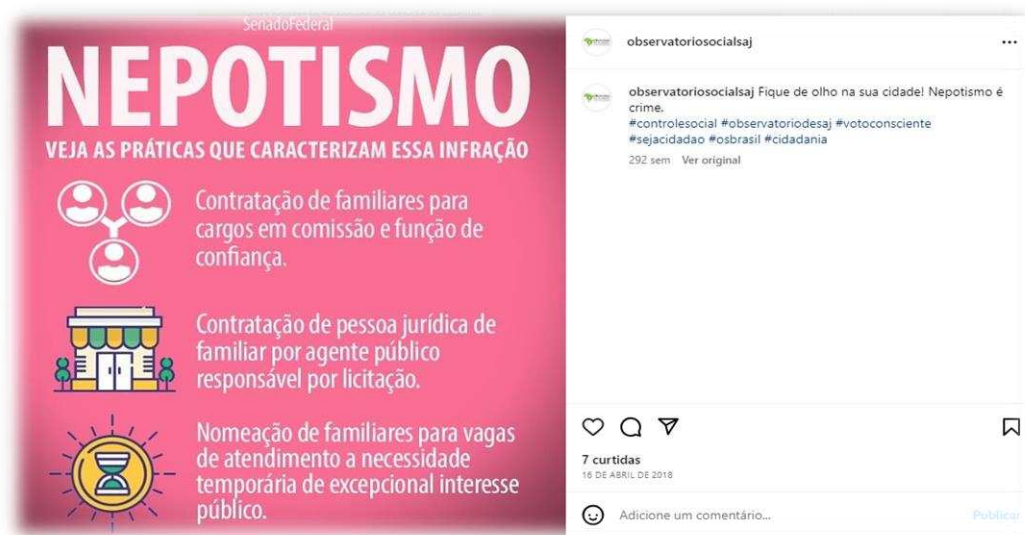 SenadoFederal
NEPOTISMO
VEJA AS PRÁTICAS QUE CARACTERIZAM ESSA INFRAÇÃO
Contratação de familiares para
cargos em comissão e função de
confiança.
Contratação de pessoa jurídica de
familiar por agente público
responsável por licitação.
Nomeação de familiares para vagas
de atendimento a necessidade
temporária de excepcional interesse
público.
observatoriosocialsaj
observatoriosocialsaj Fique de olho na sua cidade! Nepotismo é
crime.
#controlesocial #observatoriodesaj #votoconsciente
#sejacidadao #osbrasil #cidadania
292 sem Ver original
7 curtidas
16 DE ABRIL DE 2018
Adicione um comentário... Publicar